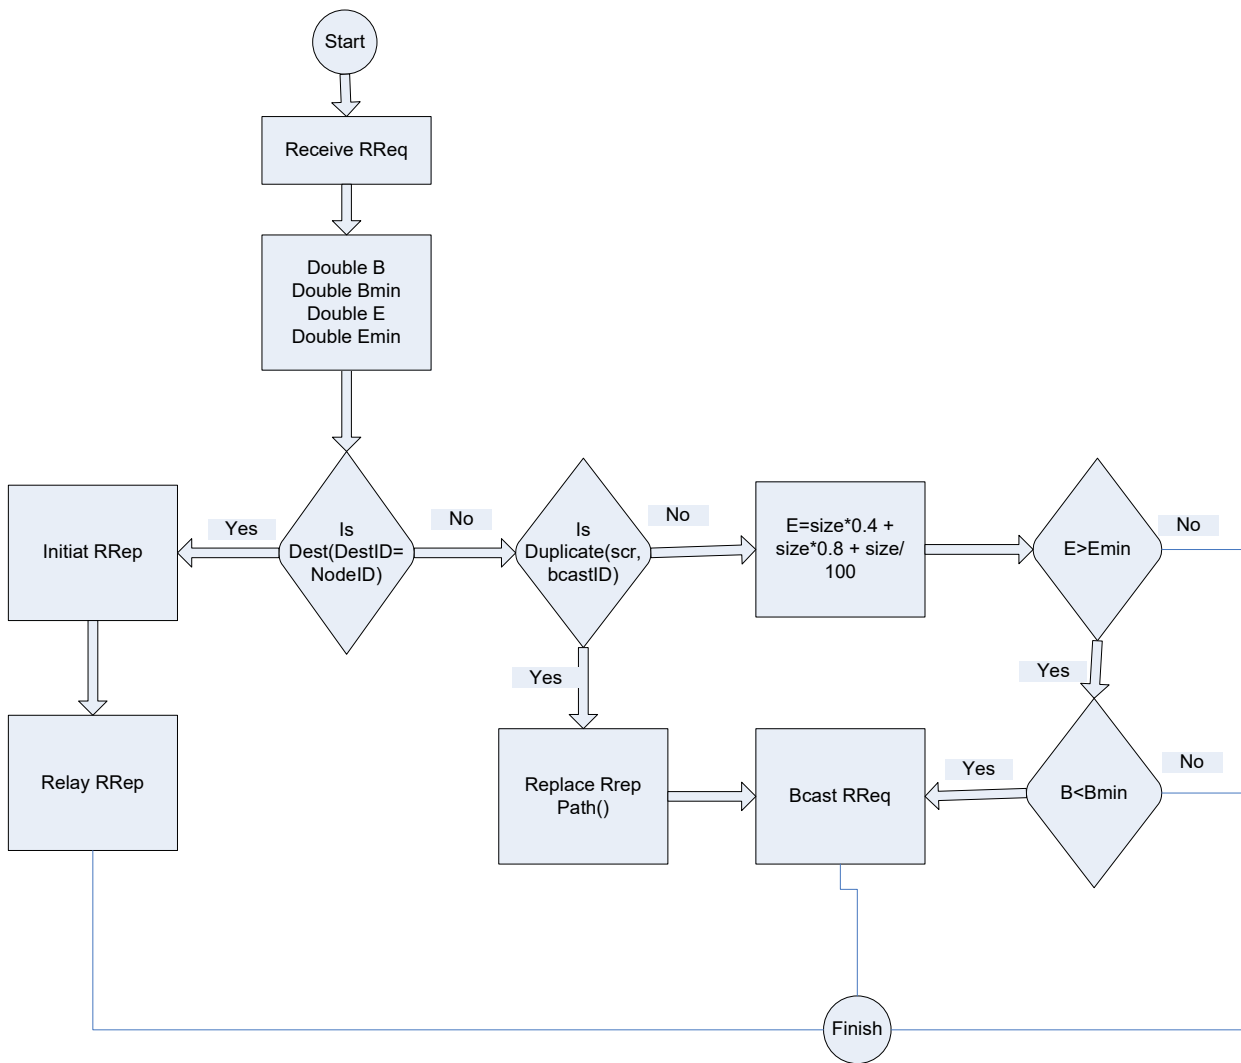 Start
Receive RReq
Double B
Double Bmin
Double E
Double Emin
Is
Dest(DestID=
NodeID)
Yes
No
Initiat RRep
Relay RRep
Is
Duplicate(scr,
bcastID)
No
Yes
E=size*0.4 +
size*0.8 + size/
100
E>Emin
No
Yes
Replace Rrep
Path()
Bcast RReq
Yes
B<Bmin
No
Finish